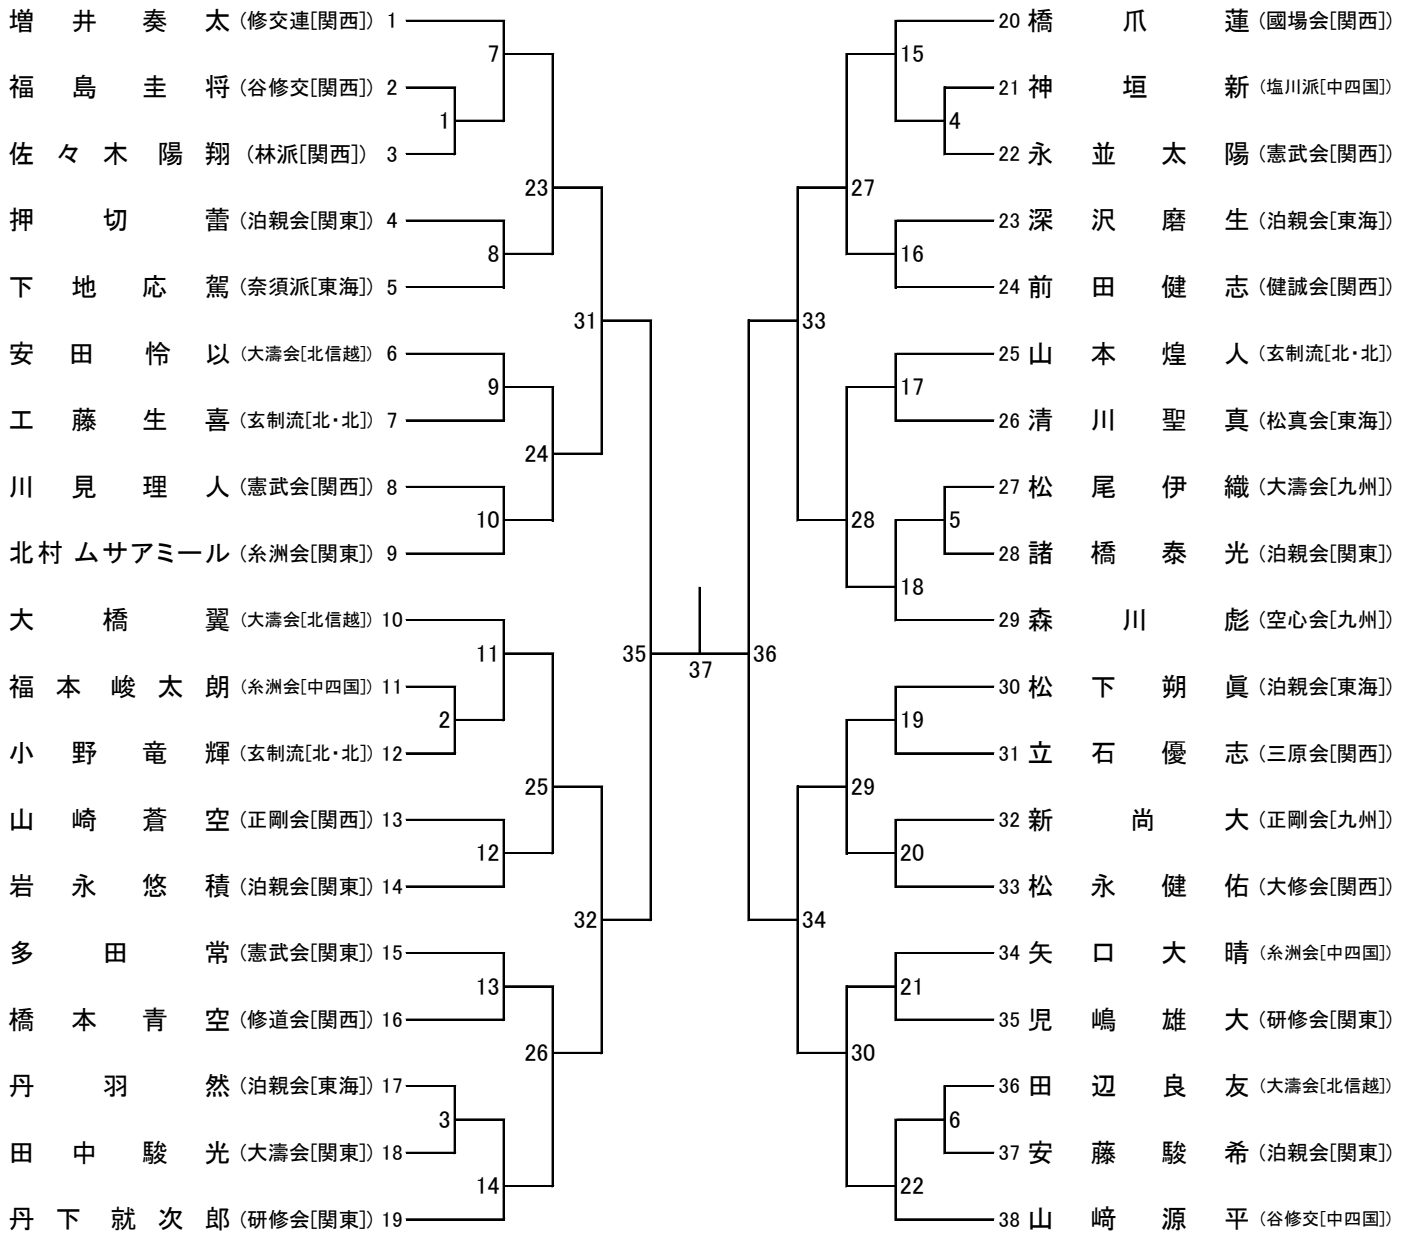 増井奏太 (修交連[関西]) 1
福島圭将 (谷修交[関西]) 2
佐々木陽翔 (林派[関西]) 3
押切蕾 (泊親会[関東]) 4
下地応駕 (奈須派[東海]) 5
安田怜以 (大濤会[北信越]) 6
工藤生喜 (玄制流[北・北]) 7
川見理人 (憲武会[関西]) 8
北村 ムサアミール (糸洲会[関東]) 9
大橋翼 (大濤会[北信越]) 10
福本峻太朗 (糸洲会[中四国]) 11
小野竜輝 (玄制流[北・北]) 12
山崎蒼空 (正剛会[関西]) 13
岩永悠積 (泊親会[関東]) 14
多田常 (憲武会[関東]) 15
橋本青空 (修道会[関西]) 16
丹羽然 (泊親会[東海]) 17
田中駿光 (大濤会[関東]) 18
丹下就次郎 (研修会[関東]) 19
1
2
3
7
8
9
10
11
12
13
14
23
24
25
26
31
32
35
37
36
33
34
27
28
29
30
15
16
17
18
19
20
21
22
4
5
6
20 橋爪蓮 (國場会[関西])
21 神垣新 (塩川派[中四国])
22 永並太陽 (憲武会[関西])
23 深沢磨生 (泊親会[東海])
24 前田健志 (健誠会[関西])
25 山本煌人 (玄制流[北・北])
26 清川聖真 (松真会[東海])
27 松尾伊織 (大濤会[九州])
28 諸橋泰光 (泊親会[関東])
29 森川彪 (空心会[九州])
30 松下朔眞 (泊親会[東海])
31 立石優志 (三原会[関西])
32 新尚大 (正剛会[九州])
33 松永健佑 (大修会[関西])
34 矢口大晴 (糸洲会[中四国])
35 児嶋雄大 (研修会[関東])
36 田辺良友 (大濤会[北信越])
37 安藤駿希 (泊親会[関東])
38 山﨑源平 (谷修交[中四国])